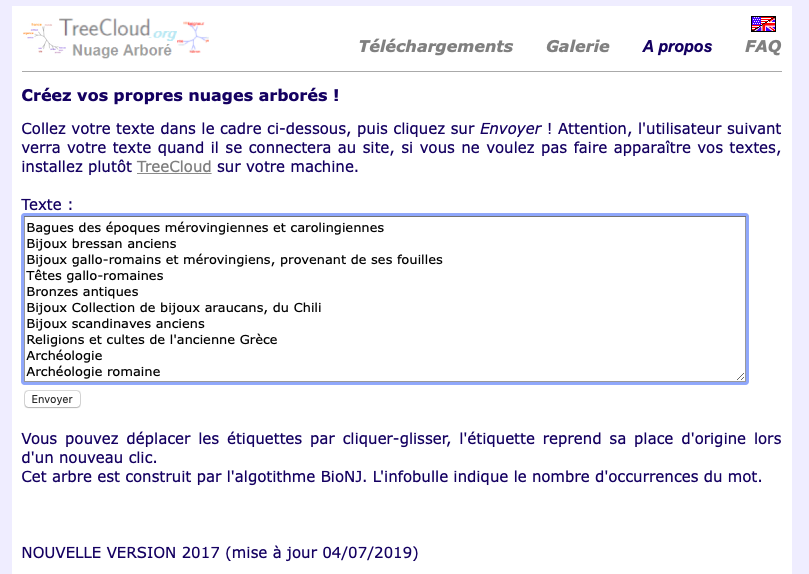 TreeCloud.org
Nuage Arboré
Téléchargements Galerie A propos FAQ
Créez vos propres nuages arborés !
Collez votre texte dans le cadre ci-dessous, puis cliquez sur Envoyer ! Attention, l'utilisateur suivant
verra votre texte quand il se connectera au site, si vous ne voulez pas faire apparaître vos textes,
installez plutôt TreeCloud sur votre machine.
Texte :
Bagues des époques mérovingiennes et carolingiennes
Bijoux bressan anciens
Bijoux gallo-romains et mérovingiens, provenant de ses fouilles
Têtes gallo-romaines
Bronzes antiques
Bijoux Collection de bijoux araucans, du Chili
Bijoux scandinaves anciens
Religions et cultes de l'ancienne Grèce
Archéologie
Archéologie romaine
Envoyer
Vous pouvez déplacer les étiquettes par cliquer-glisser, l'étiquette reprend sa place d'origine lors
d'un nouveau clic.
Cet arbre est construit par l'algotithme BioNJ. L'infobulle indique le nombre d'occurrences du mot.
NOUVELLE VERSION 2017 (mise à jour 04/07/2019)